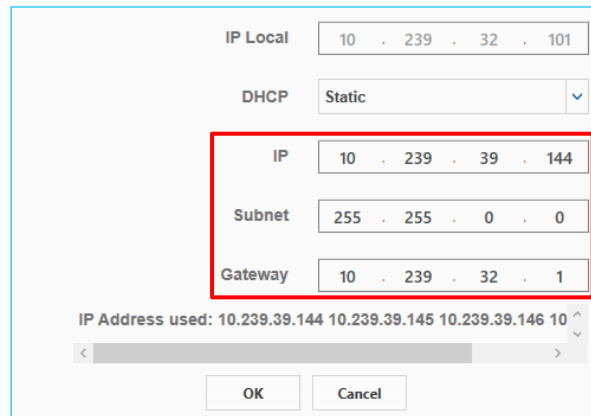 IP Local 10 . 239 . 32 . 101
DHCP Static
IP 10 . 239 . 39 . 144
Subnet 255 . 255 . 0 . 0
Gateway 10 . 239 . 32 . 1
IP Address used: 10.239.39.144 10.239.39.145 10.239.39.146 10
OK Cancel